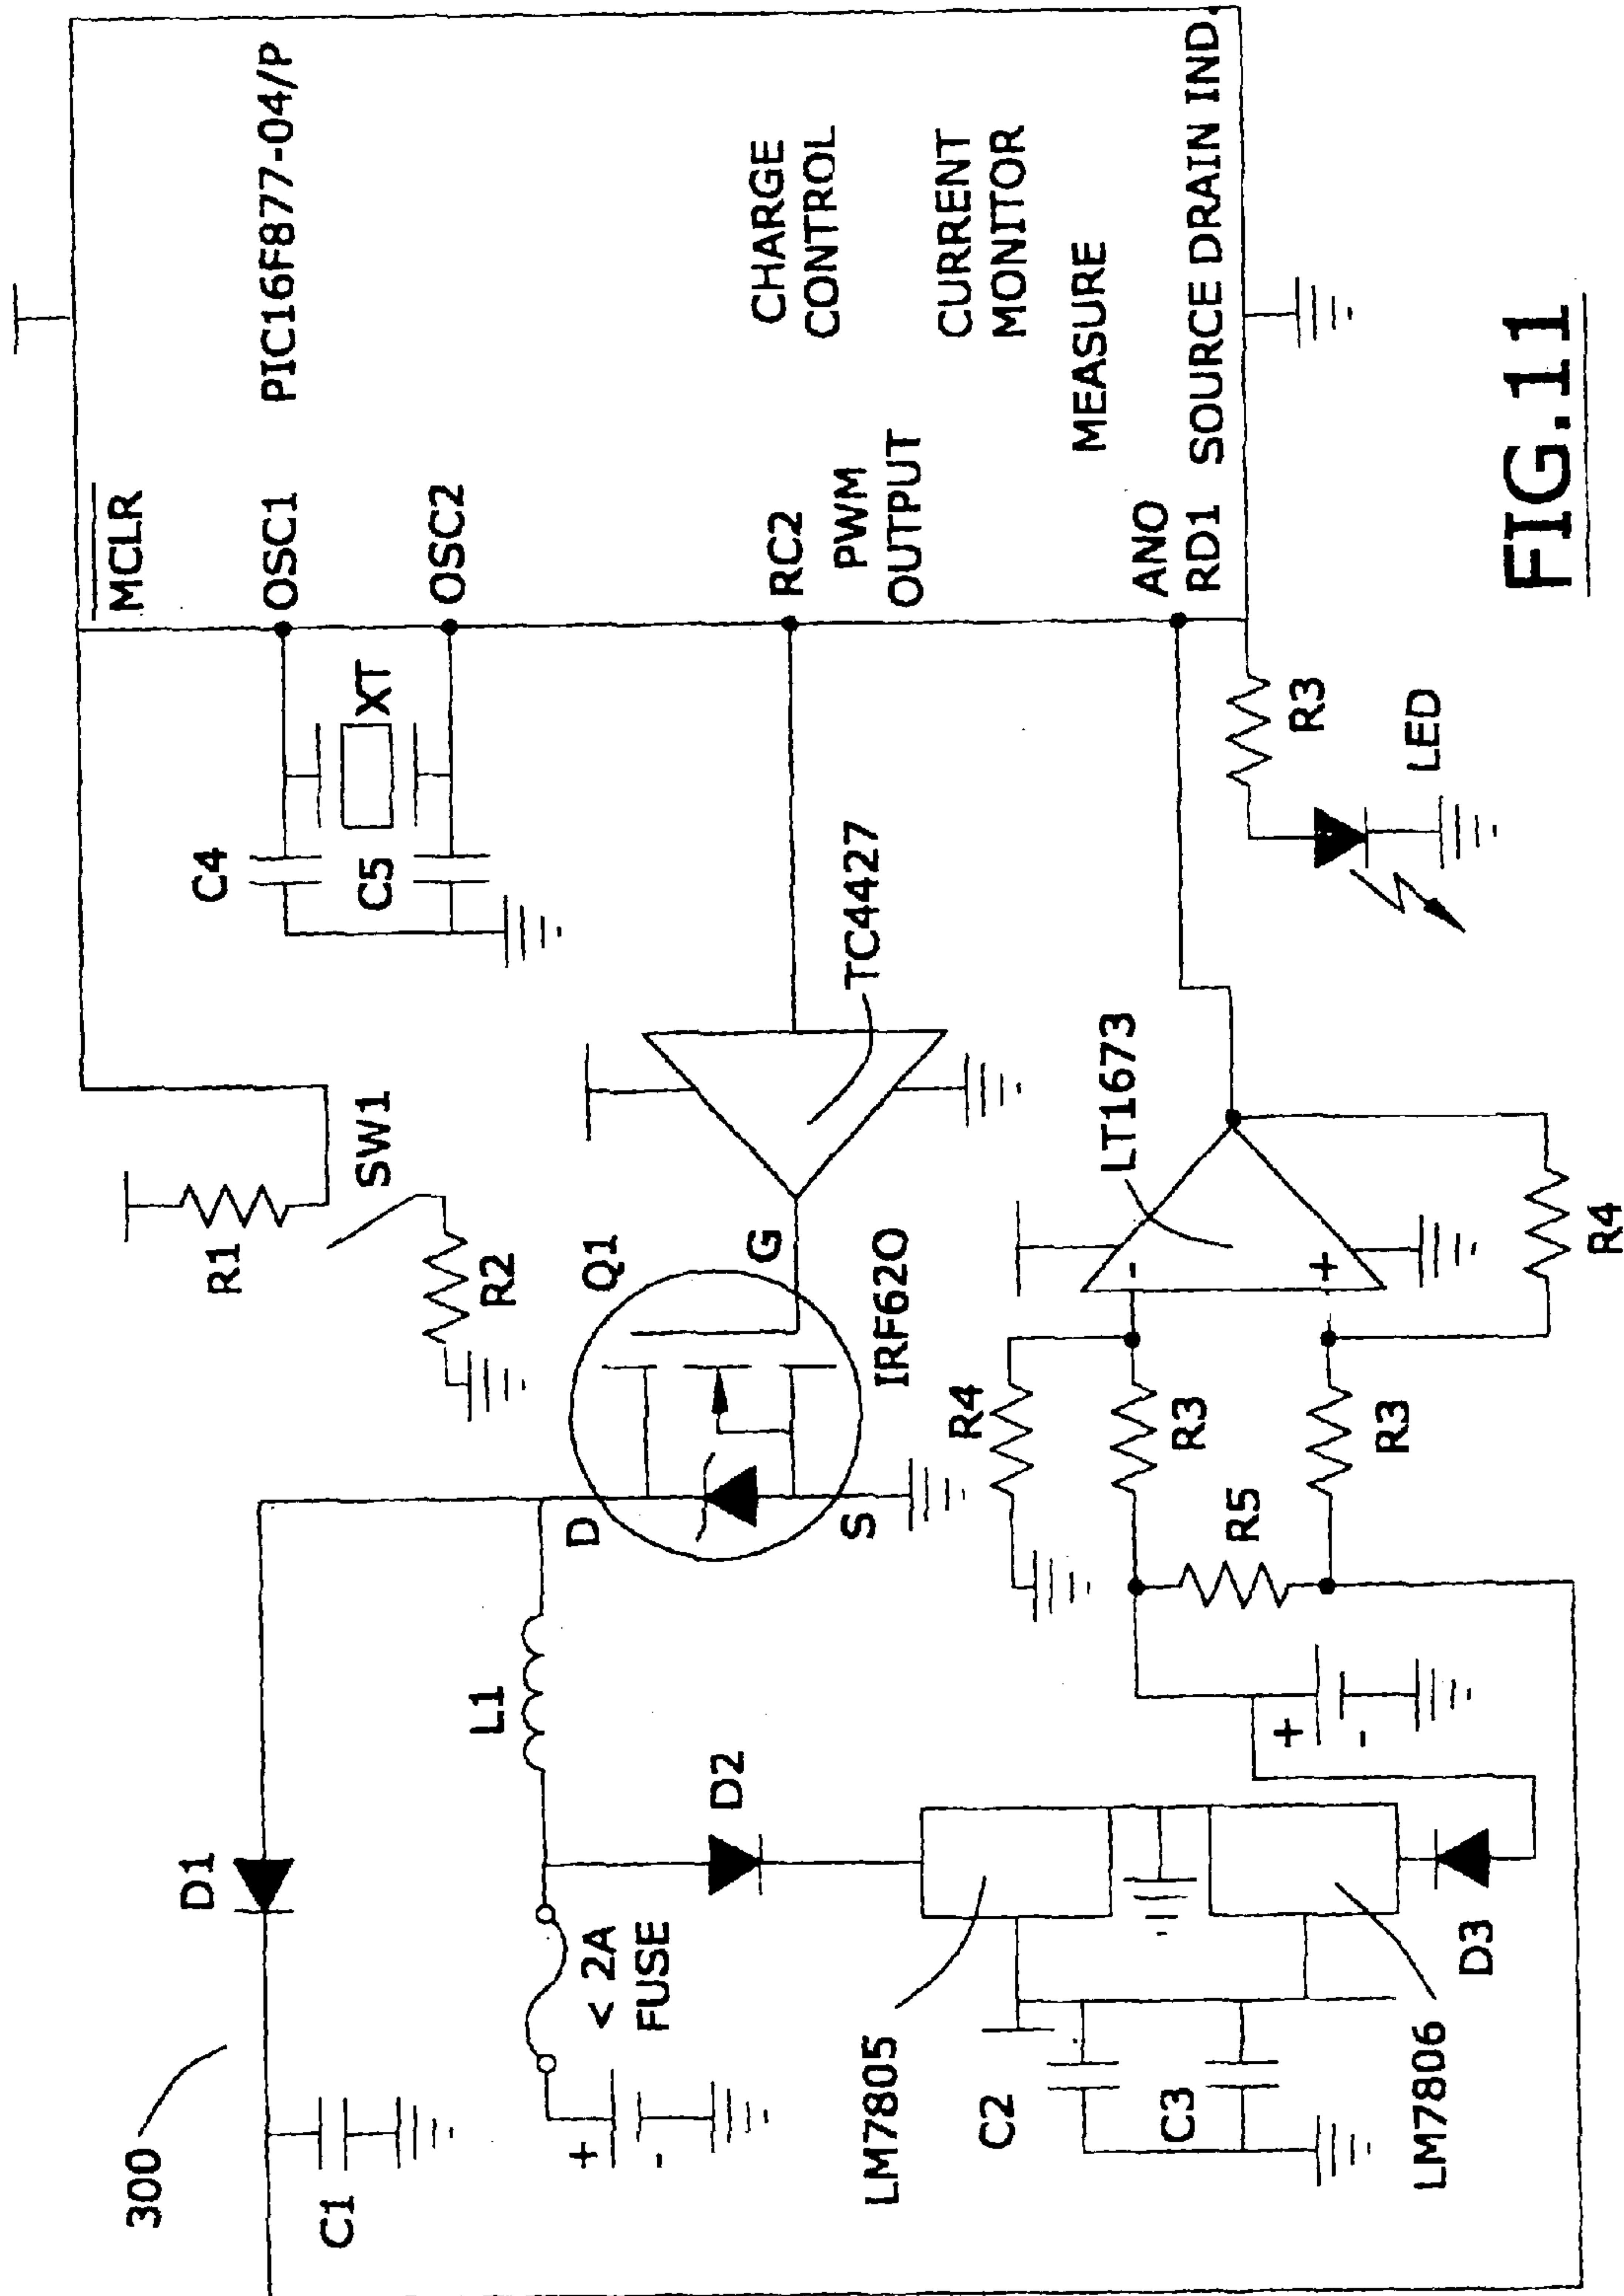 300
D1
C1
L1
< 2A
FUSE
+
-
D2
D
S
G
Q1
IRF620
R1
SW1
R2
C4
C5
XT
MCLR
OSC1 PIC16F877-04/P
OSC2
RC2
PWM
OUTPUT
CHARGE
CONTROL
CURRENT
MONITOR
MEASURE
ANO
RD1 SOURCE DRAIN IND.
TC4427
LM7805
C2
C3
LM7806
D3
+
-
R5
R4
R3
R3
-
+
LT1673
R4
R3
LED
FIG.11